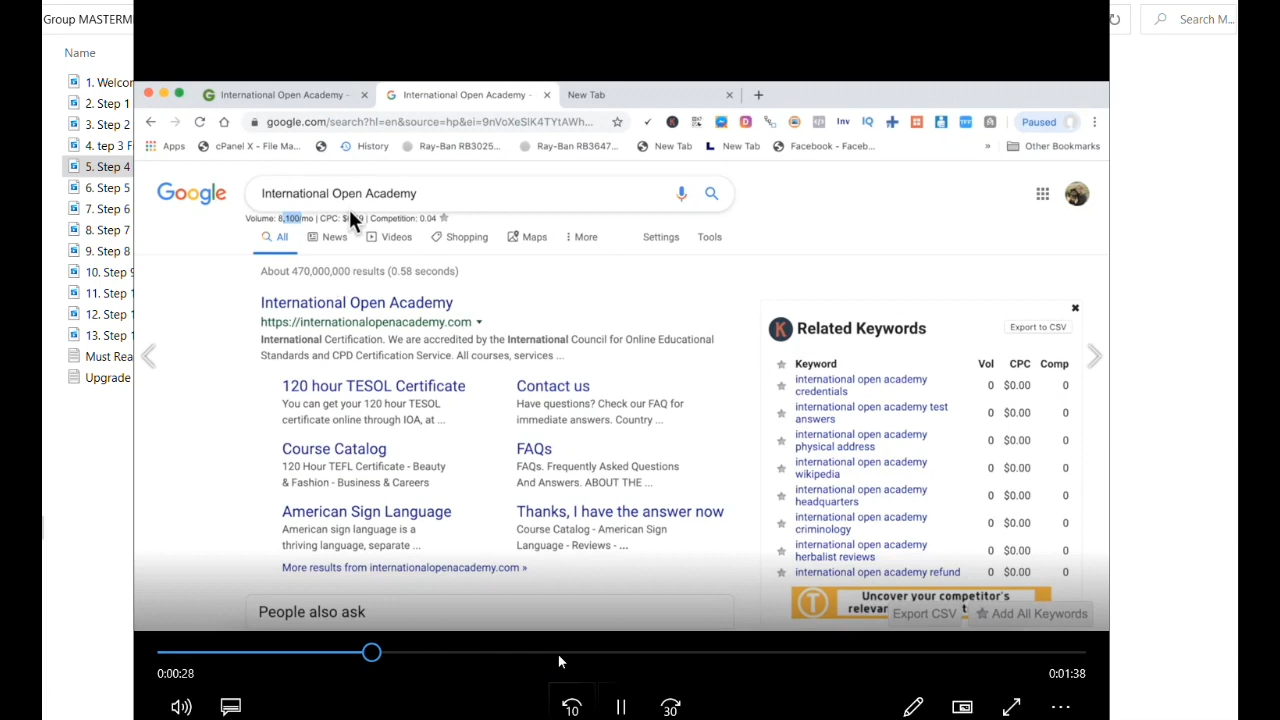 Group MASTERM
Search M...
Name
1. Welcor
2. Step 1
3. Step 2
4. tep 3 F
5. Step 4
6. Step 5
7. Step 6
8. Step 7
9. Step 8
10. Step 9
11. Step 1
12. Step 1
13. Step 1
Must Rea
Upgrade
International Open Academy - International Open Academy - New Tab
google.com/search?hl=en&source=hp&ei=9nVoXeSIK4TYtAWh...
Inv IQ Paused
Apps cPanel X - File Ma... History Ray-Ban RB3025... Ray-Ban RB3647... New Tab New Tab Facebook - Faceb... » Other Bookmarks
Google International Open Academy
Volume: 8,100/mo | CPC: | Competition: 0.04
All News Videos Shopping Maps More Settings Tools
About 470,000,000 results (0.58 seconds)
International Open Academy
https://internationalopenacademy.com
International Certification. We are accredited by the International Council for Online Educational
Standards and CPD Certification Service. All courses, services ...
120 hour TESOL Certificate
You can get your 120 hour TESOL
certificate online through IOA, at ...
Contact us
Have questions? Check our FAQ for
immediate answers. Country ...
Course Catalog
120 Hour TEFL Certificate - Beauty
& Fashion - Business & Careers
FAQs
FAQs. Frequently Asked Questions
And Answers. ABOUT THE ...
American Sign Language
American sign language is a
thriving language, separate ...
Thanks, I have the answer now
Course Catalog - American Sign
Language - Reviews - ...
More results from internationalopenacademy.com »
People also ask
K Related Keywords Export to CSV
Keyword Vol CPC Comp
international open academy
credentials 0 $0.00 0
international open academy test
answers 0 $0.00 0
international open academy
physical address 0 $0.00 0
international open academy
wikipedia 0 $0.00 0
international open academy
headquarters 0 $0.00 0
international open academy
criminology 0 $0.00 0
international open academy
herbalist reviews 0 $0.00 0
international open academy refund 0 $0.00 0
T Uncover your competitor's
relevar t
Export CSV Add All Keywords
0:00:28 0:01:38
10 30